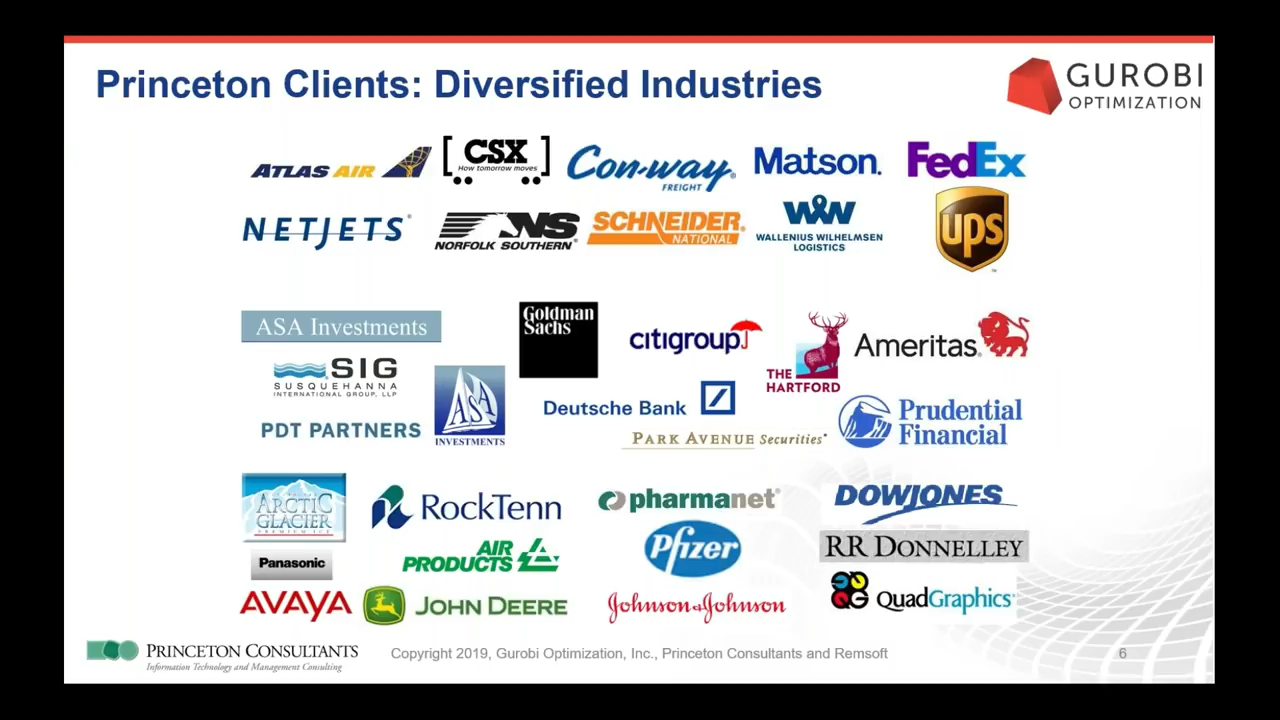 Princeton Clients: Diversified Industries
GUROBI
OPTIMIZATION
ATLAS AIR
CSX
How tomorrow moves
Con-way
FREIGHT
Matson.
FedEx
NETJETS®
NS
NORFOLK SOUTHERN®
SCHNEIDER
NATIONAL
WW
WALLENIUS WILHELMSEN
LOGISTICS
ups
ASA Investments
Goldman
Sachs
citigroup
THE
HARTFORD
Ameritas
SIG
SUSQUEHANNA
INTERNATIONAL GROUP, LLP
ASA
INVESTMENTS
Deutsche Bank
Prudential
Financial
PDT PARTNERS
PARK AVENUE Securities
ARCTIC
GLACIER
PREMIUM ICE
RockTenn
pharmanet®
DOWJONES
Panasonic
AIR
PRODUCTS
Pfizer
RR DONNELLEY
AVAYA
JOHN DEERE
Johnson & Johnson
QG
QuadGraphics
PRINCETON CONSULTANTS
Information Technology and Management Consulting
Copyright 2019, Gurobi Optimization, Inc., Princeton Consultants and Remsoft
6